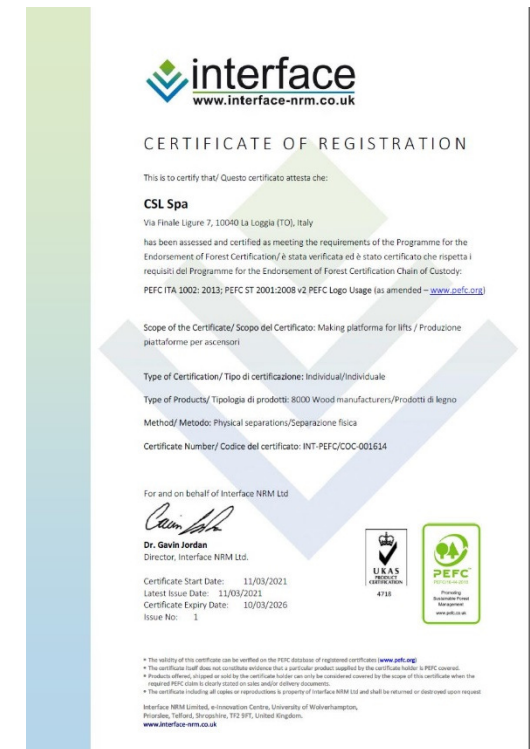 interface
www.interface-nrm.co.uk
CERTIFICATE OF REGISTRATION
This is to certify that/ Questo certificato attesta che:
CSL Spa
Via Finale Ligure 7, 10040 La Loggia (TO), Italy
has been assessed and certified as meeting the requirements of the Programme for the
Endorsement of Forest Certification/ è stata verificata ed è stato certificato che rispetta i
requisiti del Programme for the Endorsement of Forest Certification Chain of Custody:
PEFC ITA 1002: 2013; PEFC ST 2001:2008 v2 PEFC Logo Usage (as amended – www.pefc.org)
Scope of the Certificate/ Scopo del Certificato: Making platforma for lifts / Produzione
piattaforme per ascensori
Type of Certification/ Tipo di certificazione: Individual/Individuale
Type of Products/ Tipologia di prodotti: 8000 Wood manufacturers/Prodotti di legno
Method/ Metodo: Physical separations/Separazione fisica
Certificate Number/ Codice del certificato: INT-PEFC/COC-001614
For and on behalf of Interface NRM Ltd
Dr. Gavin Jordan
Director, Interface NRM Ltd.
Certificate Start Date: 11/03/2021
Latest Issue Date: 11/03/2021
Certificate Expiry Date: 10/03/2026
Issue No: 1
UKAS
PRODUCT
CERTIFICATION
4718
PEFC
Promoting
Sustainable Forest
Management
www.pefc.co.uk
• The validity of this certificate can be verified on the PEFC database of registered certificates (www.pefc.org)
• The certificate itself does not constitute evidence that a particular product supplied by the certificate holder is PEFC covered.
• Products offered, shipped or sold by the certificate holder can only be considered covered by the scope of this certificate when the
required PEFC claim is clearly stated on sales and/or delivery documents.
• The certificate including all copies or reproductions is property of Interface NRM Ltd and shall be returned or destroyed upon request
Interface NRM Limited, e-Innovation Centre, University of Wolverhampton,
Priorslee, Telford, Shropshire, TF2 9FT, United Kingdom.
www.interface-nrm.co.uk